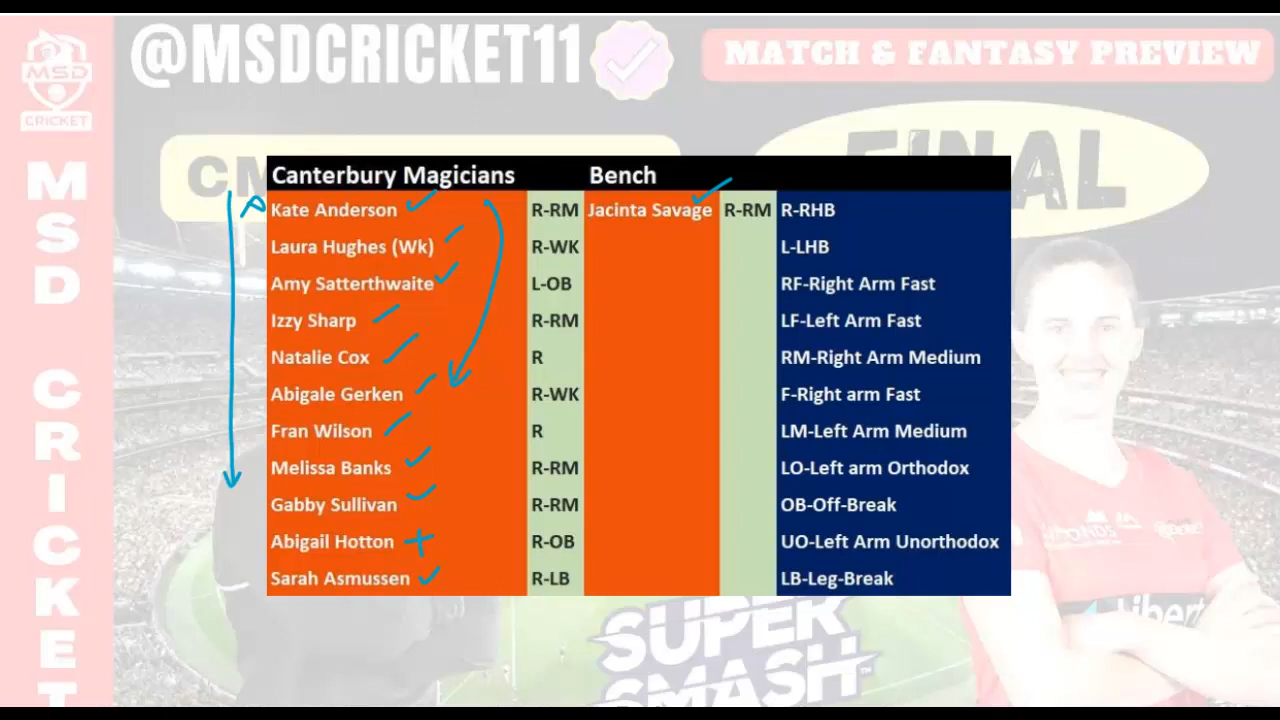 @MSDCRICKET11
MATCH & FANTASY PREVIEW
MSD
CRICKET
MSD CRICKET
CM
FINAL
Canterbury Magicians Bench
Kate Anderson R-RM Jacinta Savage R-RM R-RHB
Laura Hughes (Wk) R-WK L-LHB
Amy Satterthwaite L-OB RF-Right Arm Fast
Izzy Sharp R-RM LF-Left Arm Fast
Natalie Cox R RM-Right Arm Medium
Abigale Gerken R-WK F-Right arm Fast
Fran Wilson R LM-Left Arm Medium
Melissa Banks R-RM LO-Left arm Orthodox
Gabby Sullivan R-RM OB-Off-Break
Abigail Hotton R-OB UO-Left Arm Unorthodox
Sarah Asmussen R-LB LB-Leg-Break
SUPER
SMASH